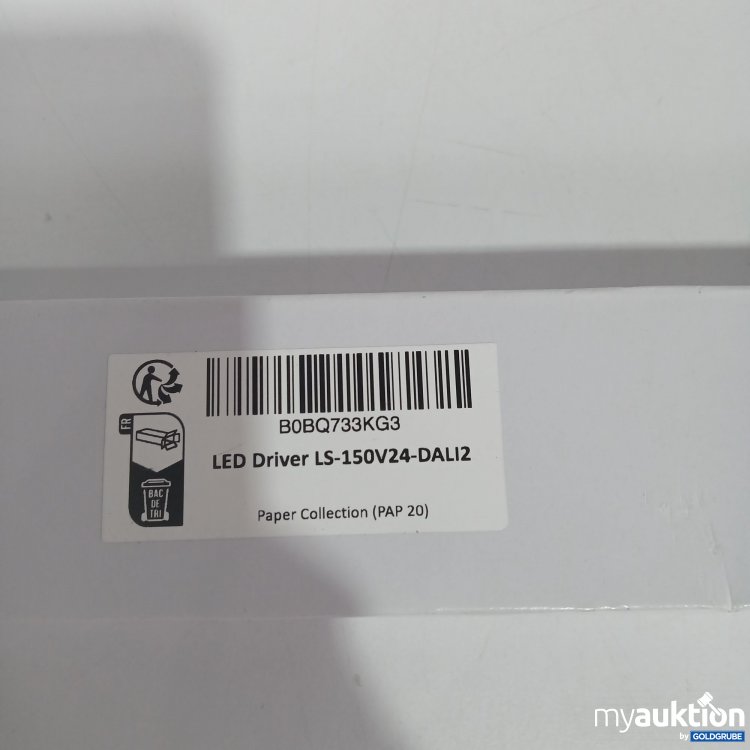 B0BQ733KG3
FR
LED Driver LS-150V24-DALI2
BAC
DE
TRI
Paper Collection (PAP 20)
myauktion
by GOLDGRUBE